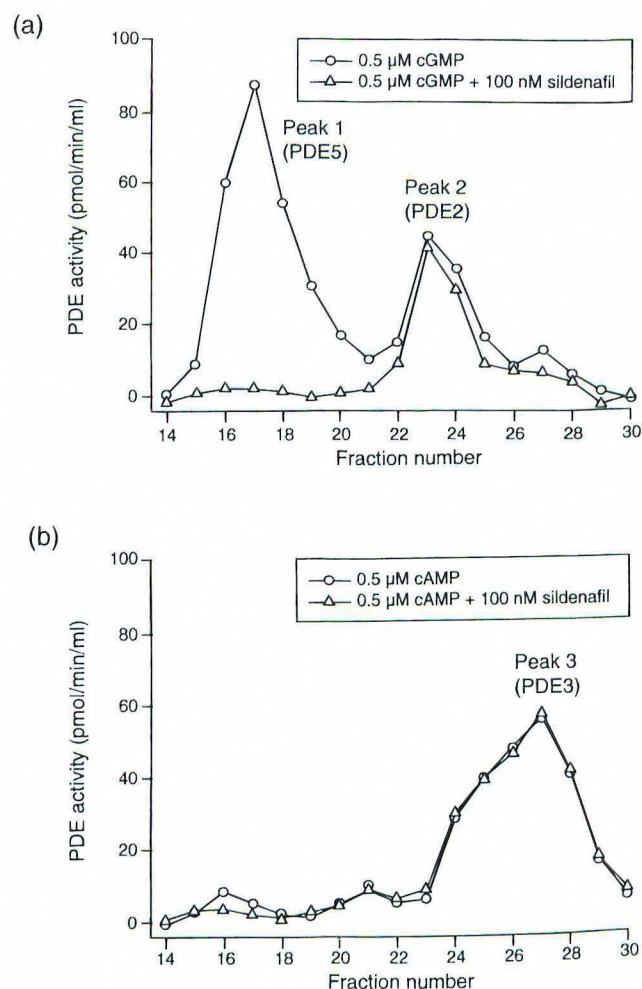 (a)
100
80
60
40
20
0
PDE activity (pmol/min/ml)
0.5 µM cGMP
0.5 µM cGMP + 100 nM sildenafil
Peak 1
(PDE5)
Peak 2
(PDE2)
14 16 18 20 22 24 26 28 30
Fraction number
(b)
100
80
60
40
20
0
PDE activity (pmol/min/ml)
0.5 µM cAMP
0.5 µM cAMP + 100 nM sildenafil
Peak 3
(PDE3)
14 16 18 20 22 24 26 28 30
Fraction number